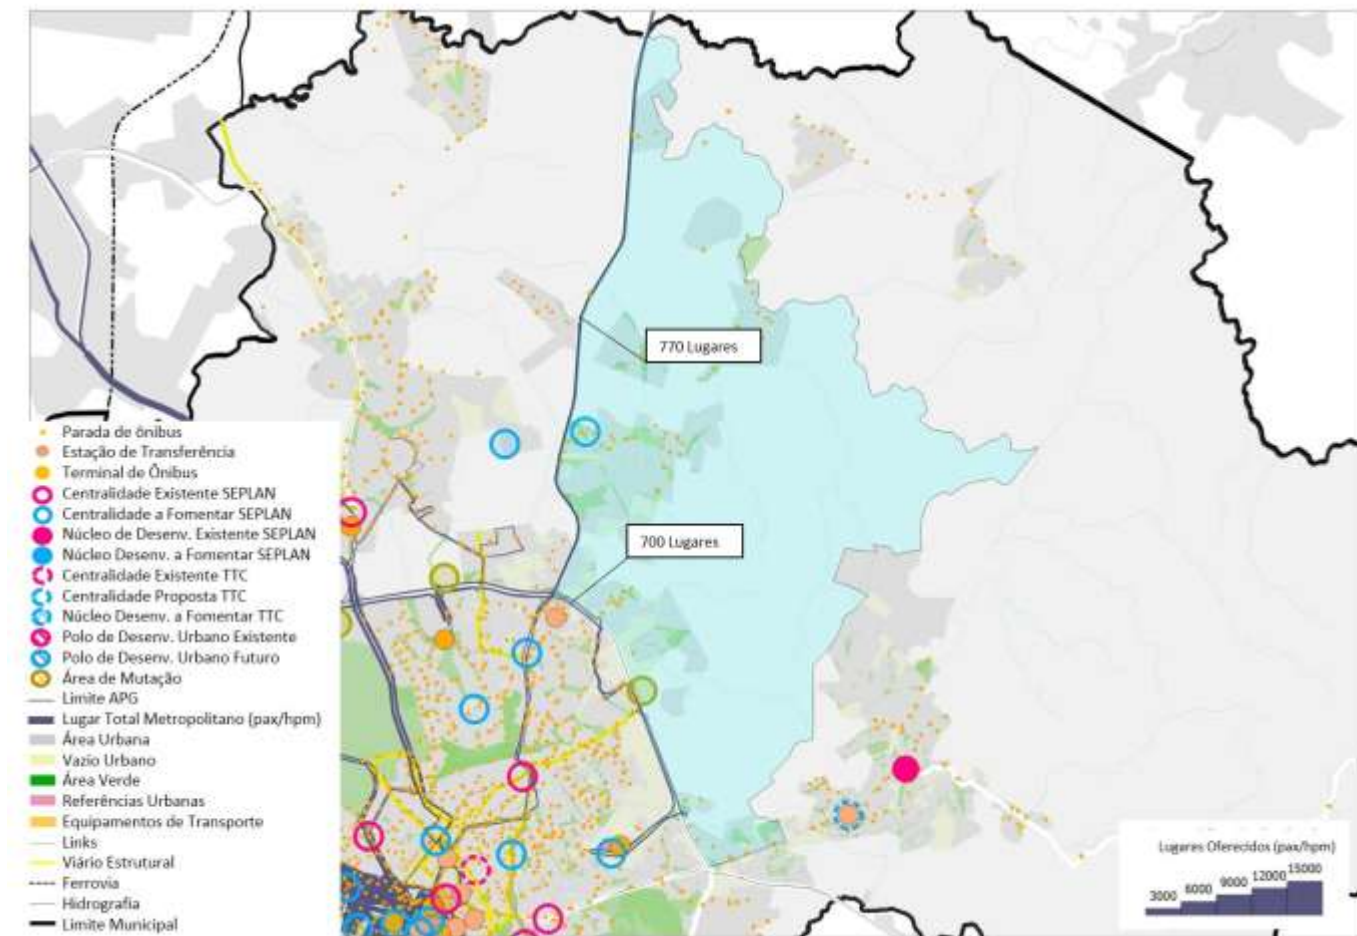 770 Lugares
Parada de ônibus
Estação de Transferência
Terminal de Ônibus
Centralidade Existente SEPLAN
Centralidade a Fomentar SEPLAN
Núcleo de Desenv. Existente SEPLAN
Núcleo Desenv. a Fomentar SEPLAN
Centralidade Existente TTC
Centralidade Proposta TTC
Núcleo Desenv. a Fomentar TTC
Polo de Desenv. Urbano Existente
Polo de Desenv. Urbano Futuro
Área de Mutação
Limite APG
Lugar Total Metropolitano (pax/hpm)
Área Urbana
Vazio Urbano
Área Verde
Referências Urbanas
Equipamentos de Transporte
Links
Viário Estrutural
Ferrovia
Hidrografia
Limite Municipal
700 Lugares
Lugares Oferecidos (pax/hpm)
3000 6000 9000 12000 15000